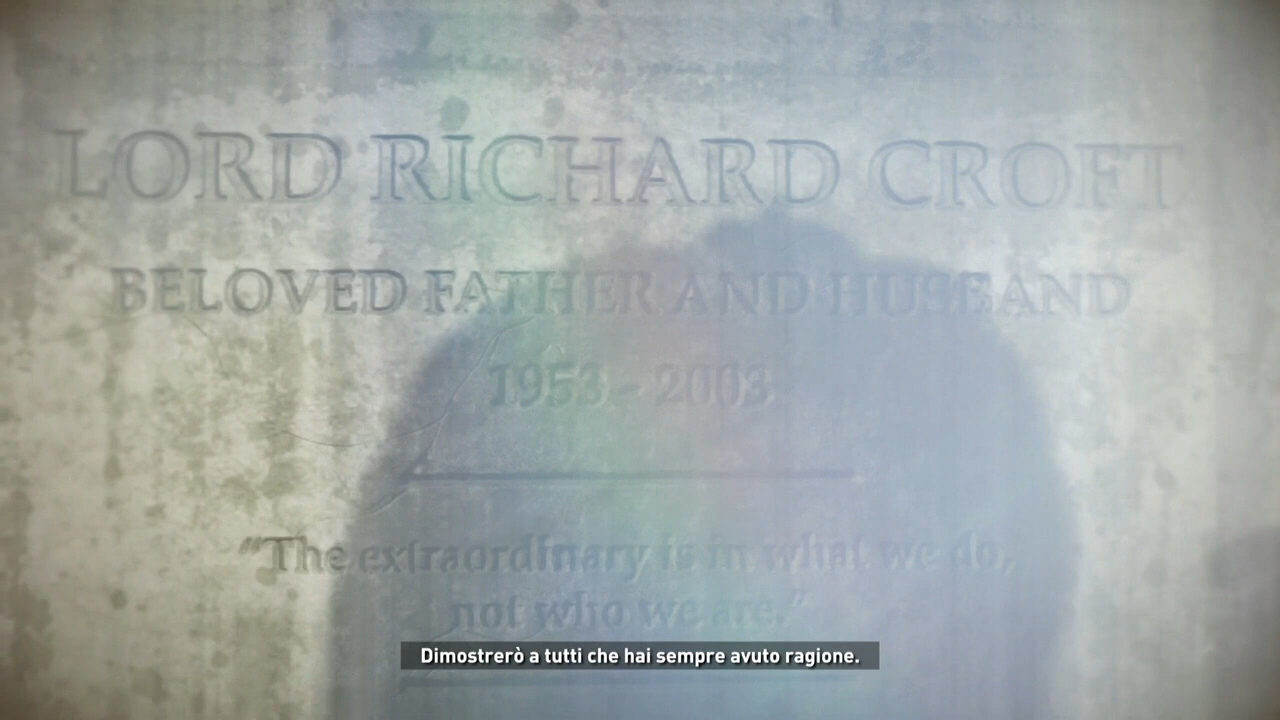 LORD RICHARD CROFT
BELOVED FATHER AND HUSBAND
1953 - 2003
"The extraordinary is in what we do,
not who we are."
Dimostrerò a tutti che hai sempre avuto ragione.